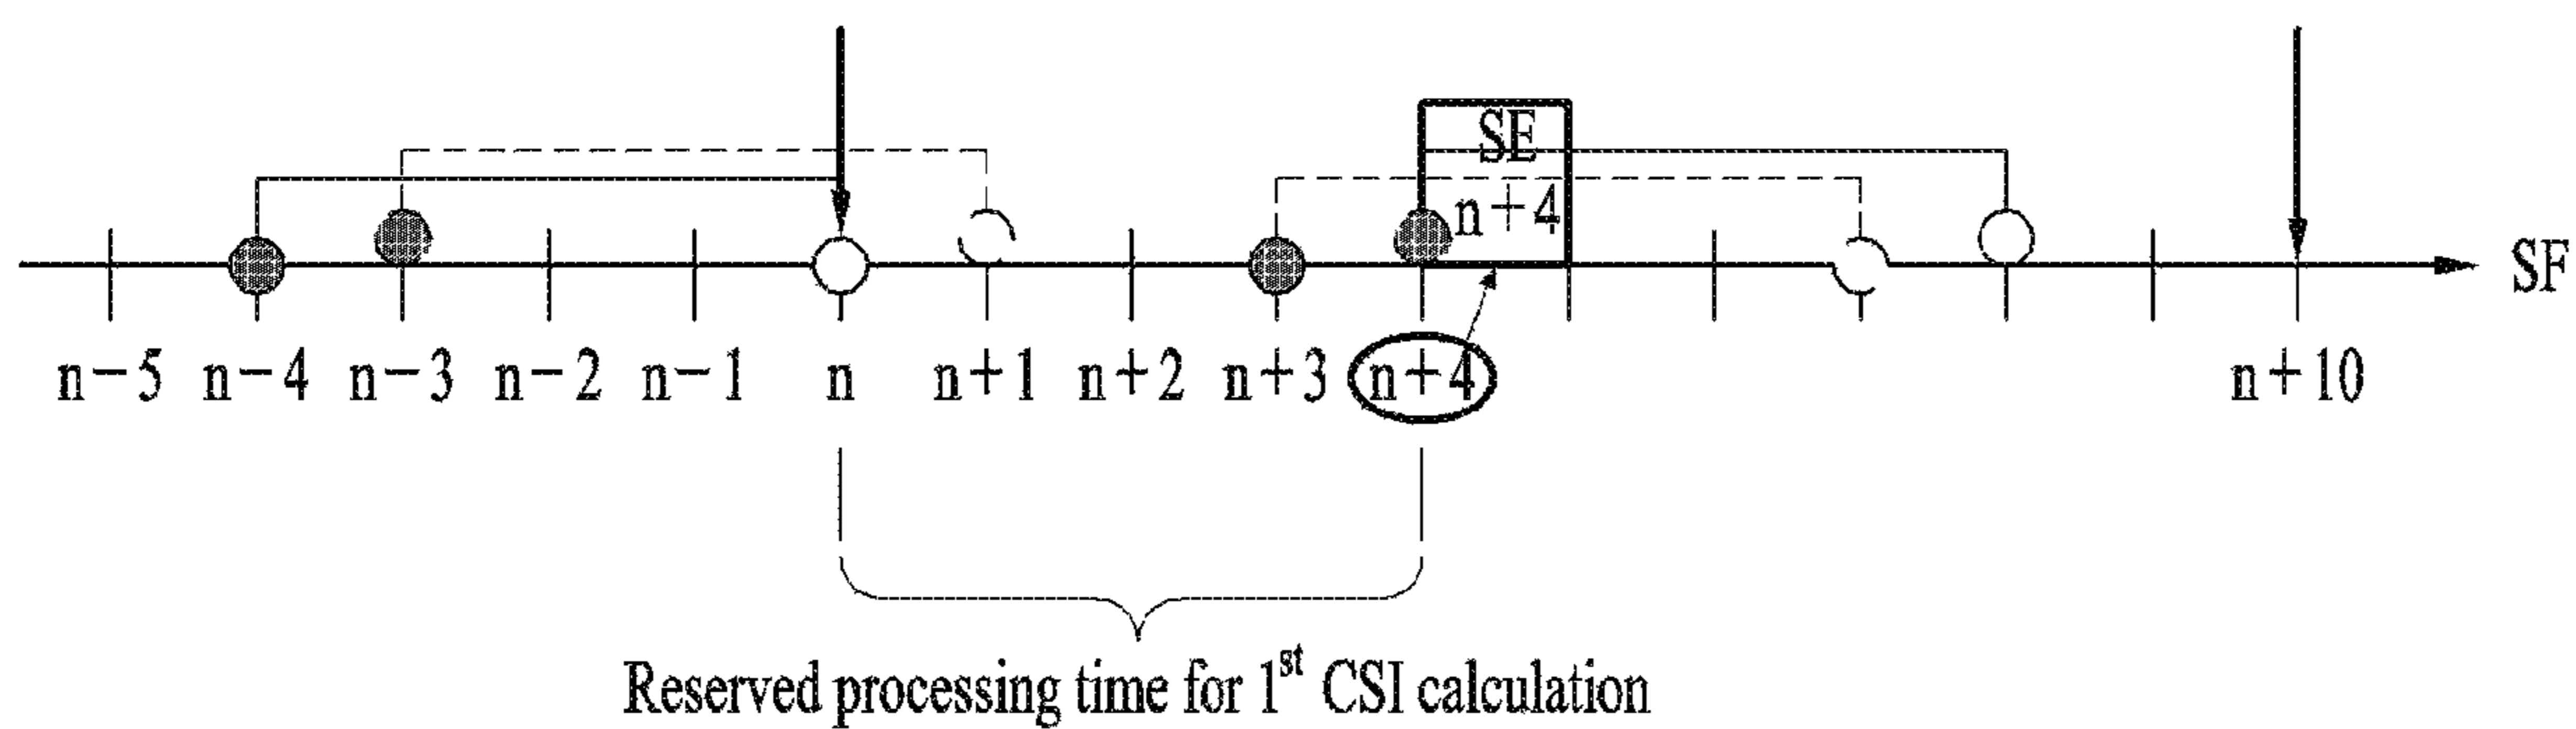 SE
n+4
SF
n−5 n−4 n−3 n−2 n−1 n n+1 n+2 n+3 n+4 n+10
Reserved processing time for 1st CSI calculation